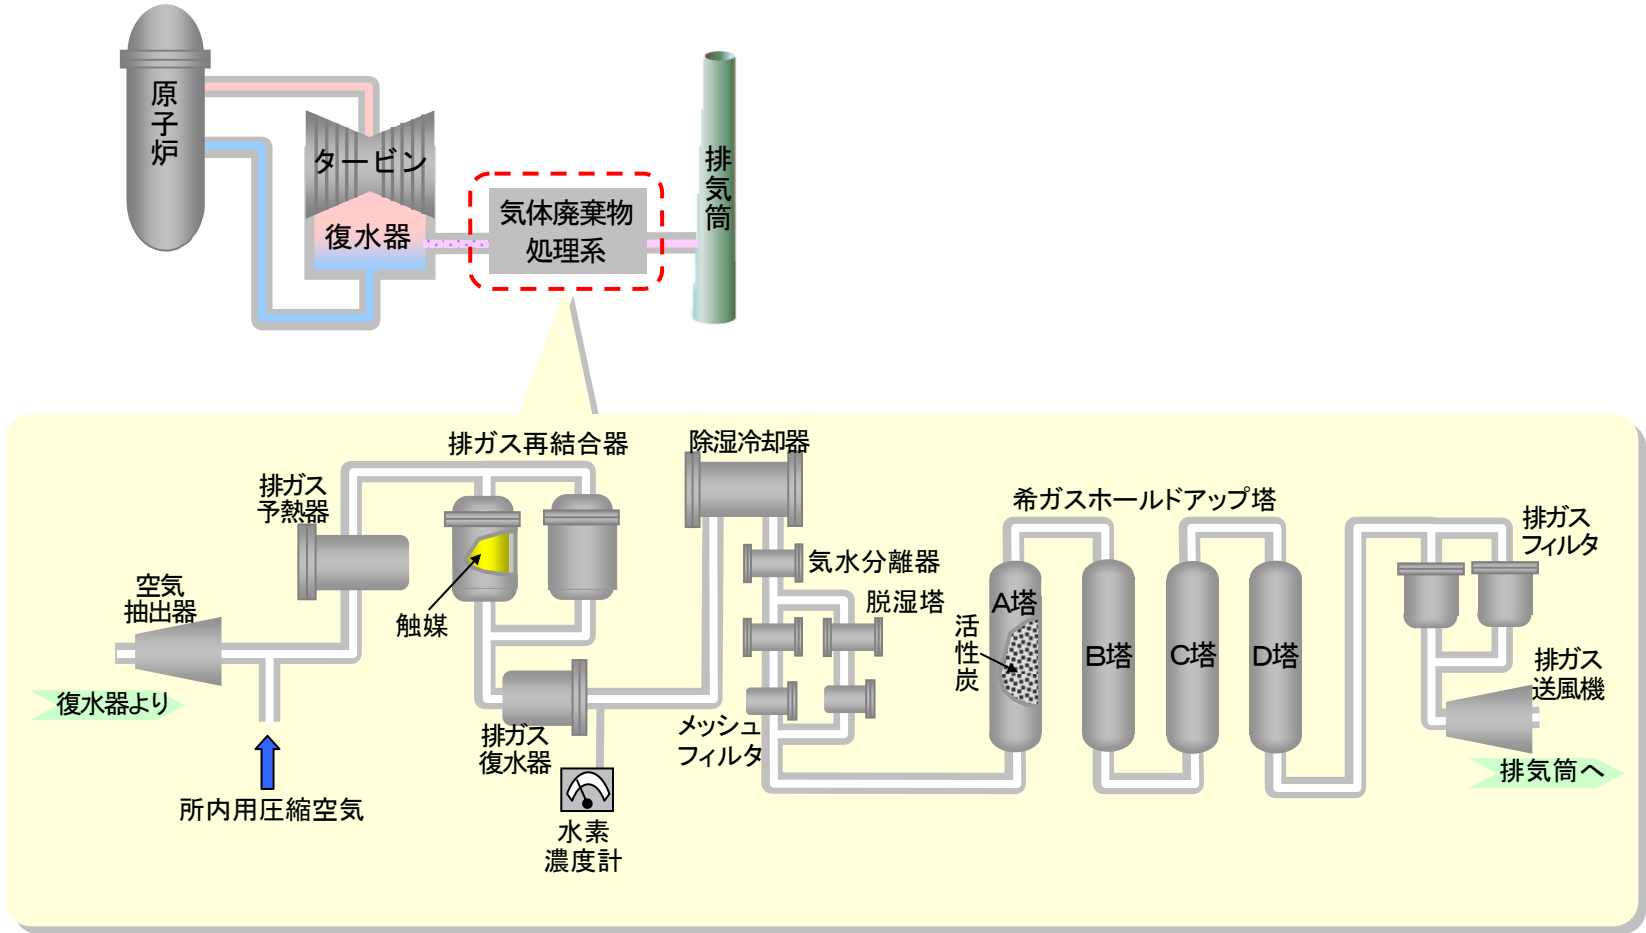 原子炉
タービン
復水器
気体廃棄物
処理系
排気筒
排ガス再結合器
除湿冷却器
排ガス
予熱器
希ガスホールドアップ塔
排ガス
フィルタ
気水分離器
空気
抽出器
触媒
脱湿塔
A塔
活性炭
B塔
C塔
D塔
排ガス
送風機
復水器より
メッシュ
フィルタ
排ガス
復水器
排気筒へ
所内用圧縮空気
水素
濃度計